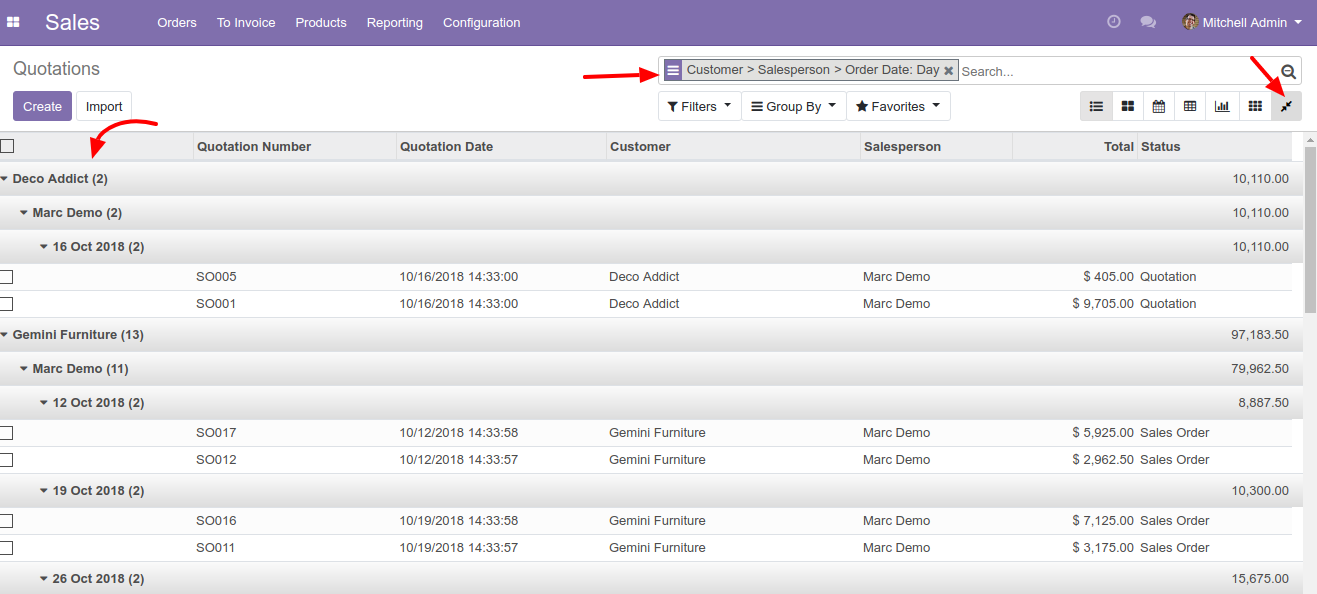 Sales Orders To Invoice Products Reporting Configuration Mitchell Admin
Quotations Customer > Salesperson > Order Date: Day Search...
Create Import Filters Group By Favorites
Quotation Number Quotation Date Customer Salesperson Total Status
Deco Addict (2) 10,110.00
Marc Demo (2) 10,110.00
16 Oct 2018 (2) 10,110.00
SO005 10/16/2018 14:33:00 Deco Addict Marc Demo $ 405.00 Quotation
SO001 10/16/2018 14:33:00 Deco Addict Marc Demo $ 9,705.00 Quotation
Gemini Furniture (13) 97,183.50
Marc Demo (11) 79,962.50
12 Oct 2018 (2) 8,887.50
SO017 10/12/2018 14:33:58 Gemini Furniture Marc Demo $ 5,925.00 Sales Order
SO012 10/12/2018 14:33:57 Gemini Furniture Marc Demo $ 2,962.50 Sales Order
19 Oct 2018 (2) 10,300.00
SO016 10/19/2018 14:33:58 Gemini Furniture Marc Demo $ 7,125.00 Sales Order
SO011 10/19/2018 14:33:57 Gemini Furniture Marc Demo $ 3,175.00 Sales Order
26 Oct 2018 (2) 15,675.00